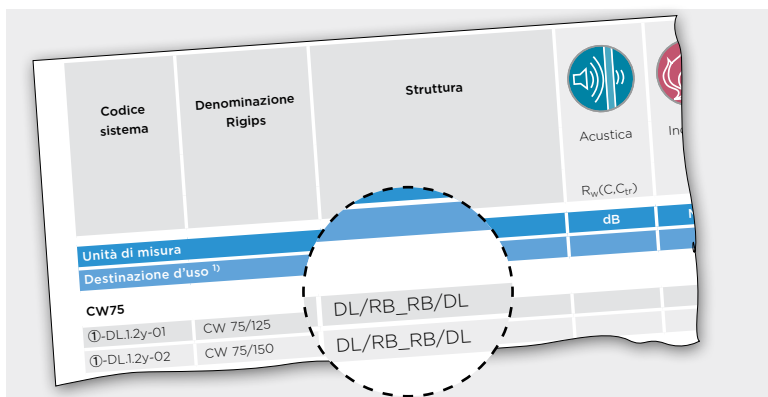 Codice
sistema
Denominazione
Rigips
Struttura
Acustica
Rw(C,Ctr)
Unità di misura
dB
Destinazione d'uso 1)
CW75
①-DL.1.2y-01 CW 75/125 DL/RB_RB/DL
①-DL.1.2y-02 CW 75/150 DL/RB_RB/DL